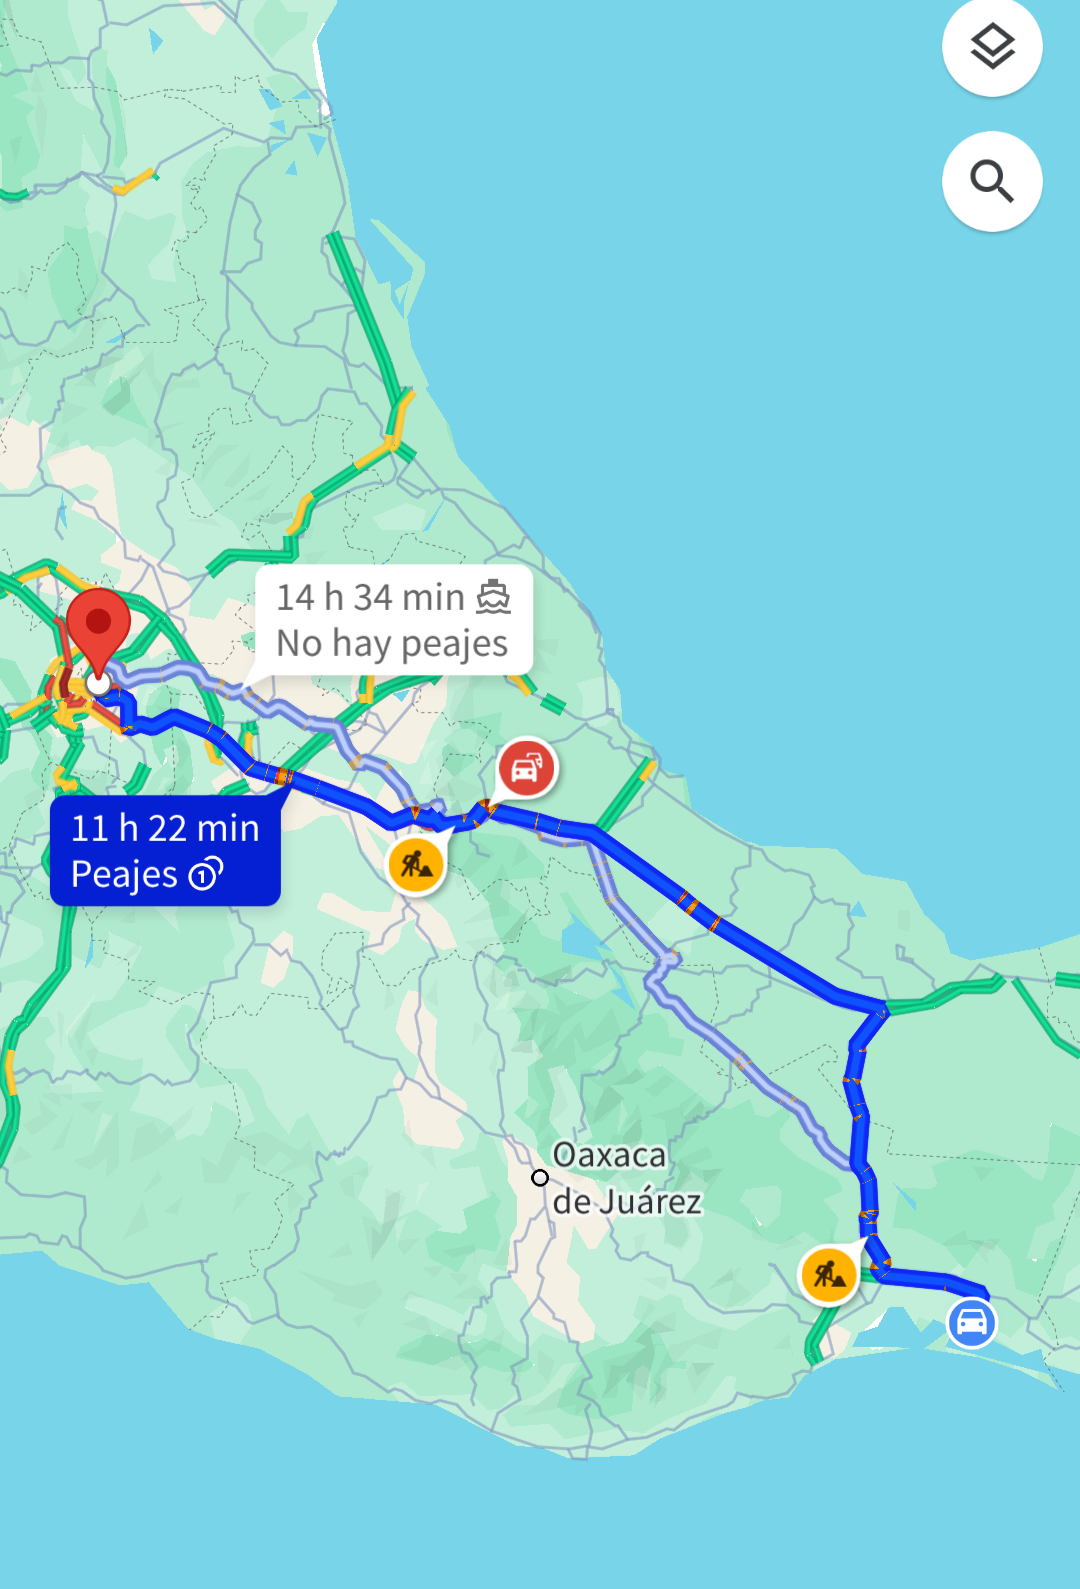 14 h 34 min
No hay peajes
11 h 22 min
Peajes
Oaxaca
de Juárez